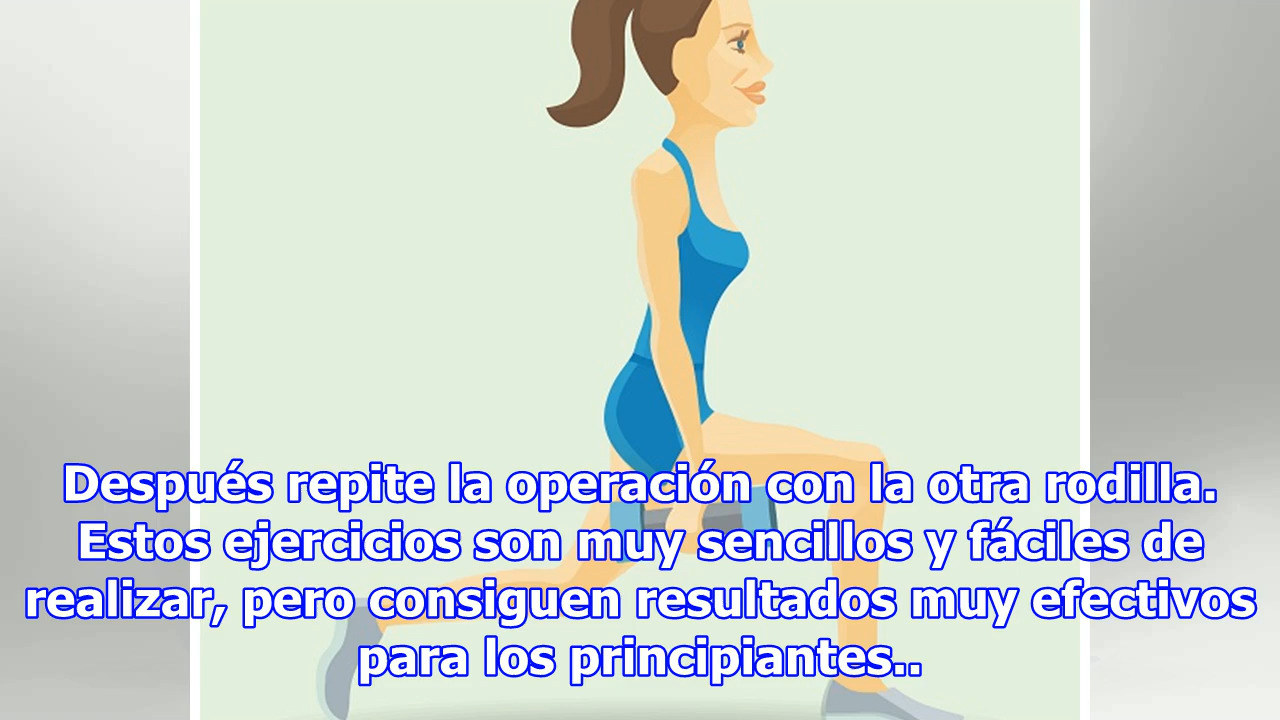 Después repite la operación con la otra rodilla.
Estos ejercicios son muy sencillos y fáciles de
realizar, pero consiguen resultados muy efectivos
para los principiantes..